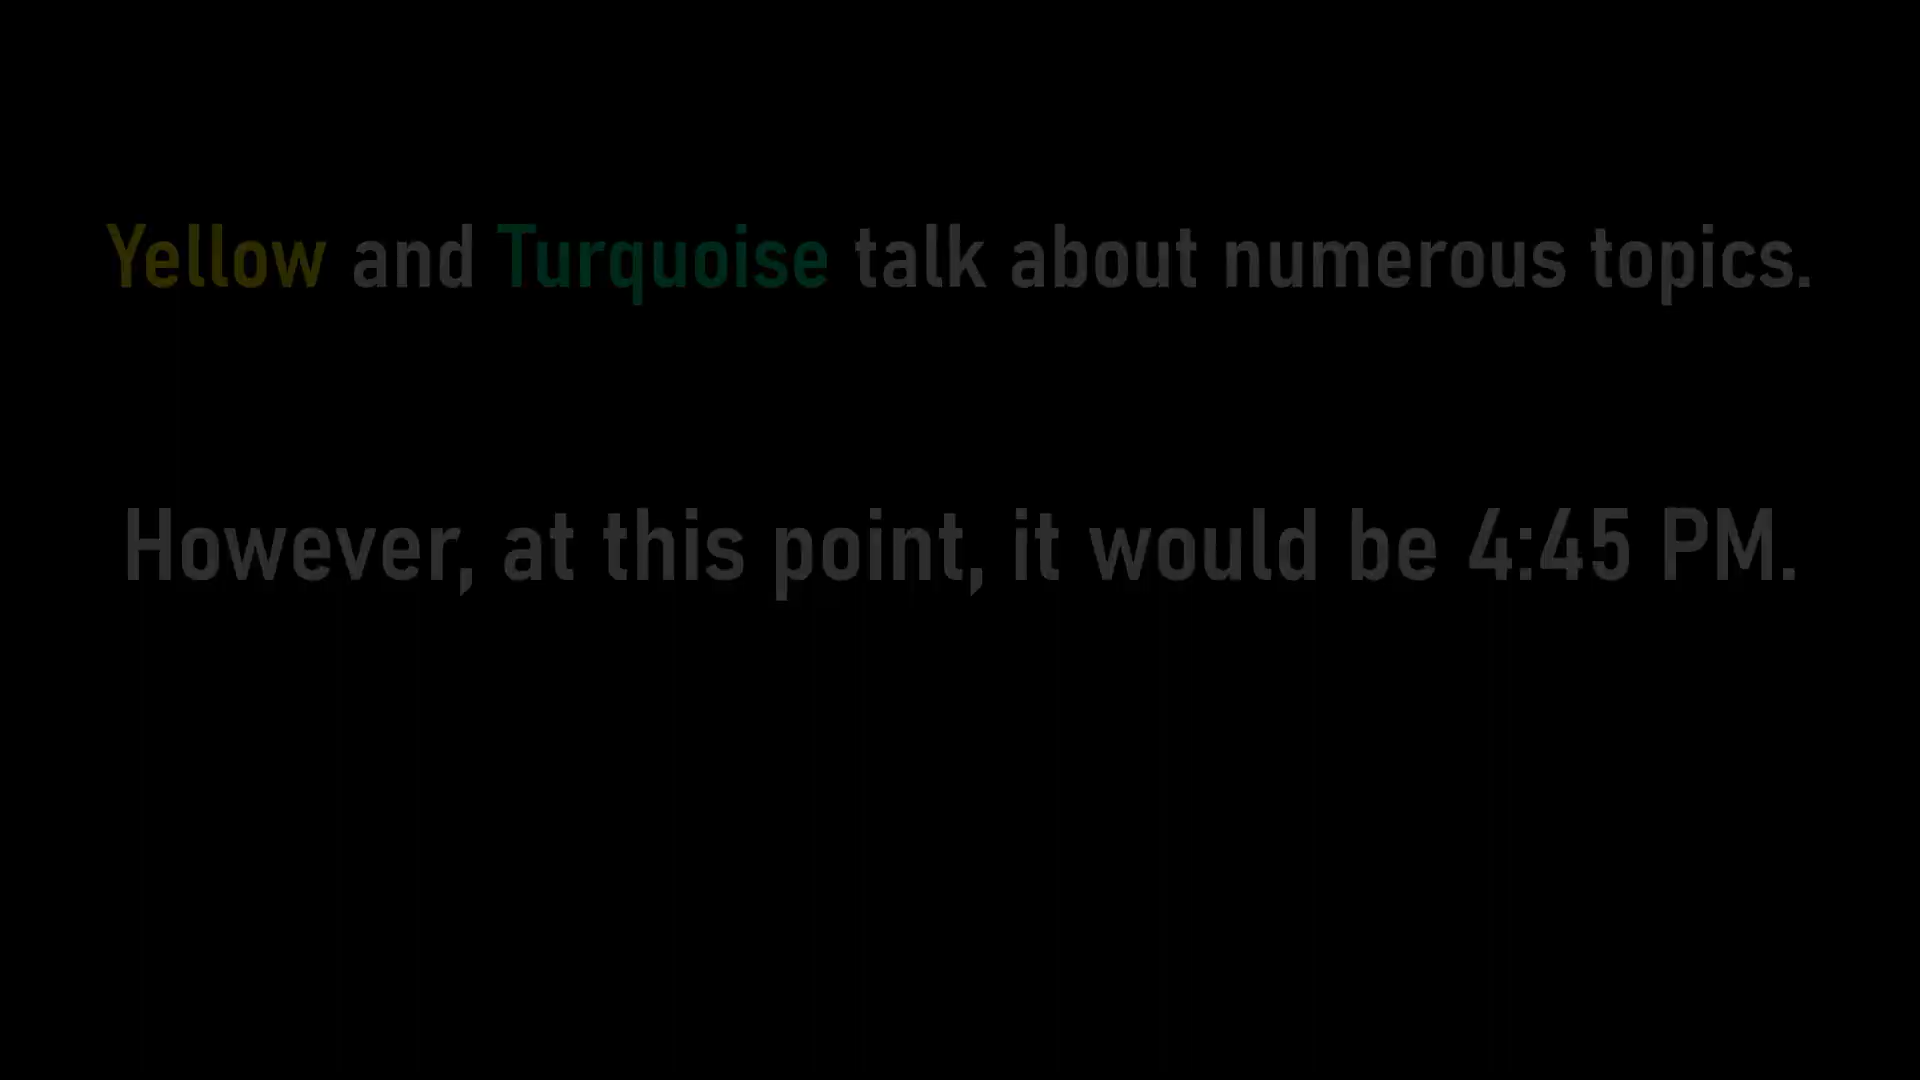 Yellow and Turquoise talk about numerous topics.
However, at this point, it would be 4:45 PM.